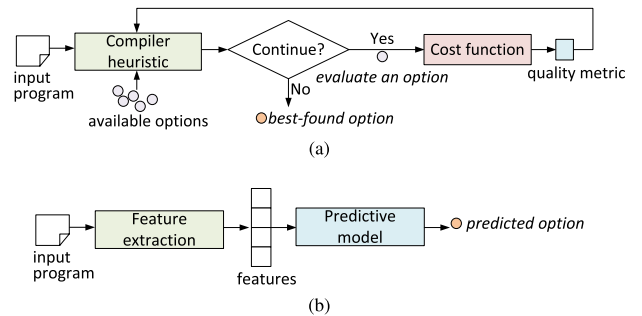 Compiler
heuristic
input
program
available options
Continue?
Yes
evaluate an option
No
best-found option
Cost function
quality metric
(a)
Feature
extraction
input
program
features
Predictive
model
predicted option
(b)